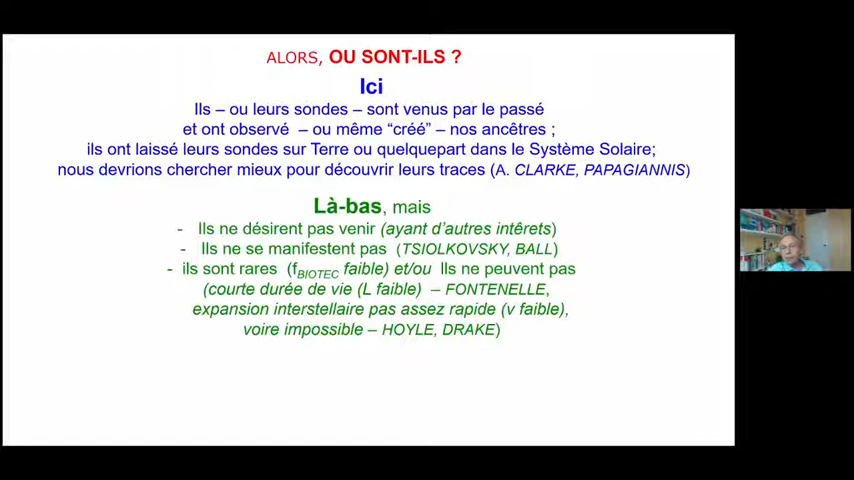 ALORS, OU SONT-ILS ?
Ici
Ils – ou leurs sondes – sont venus par le passé
et ont observé – ou même “créé” – nos ancêtres ;
ils ont laissé leurs sondes sur Terre ou quelquepart dans le Système Solaire;
nous devrions chercher mieux pour découvrir leurs traces (A. CLARKE, PAPAGIANNIS)
Là-bas, mais
- Ils ne désirent pas venir (ayant d’autres intêrets)
- Ils ne se manifestent pas (TSIOLKOVSKY, BALL)
- ils sont rares (fBIOTEC faible) et/ou Ils ne peuvent pas
(courte durée de vie (L faible) – FONTENELLE,
expansion interstellaire pas assez rapide (v faible),
voire impossible – HOYLE, DRAKE)